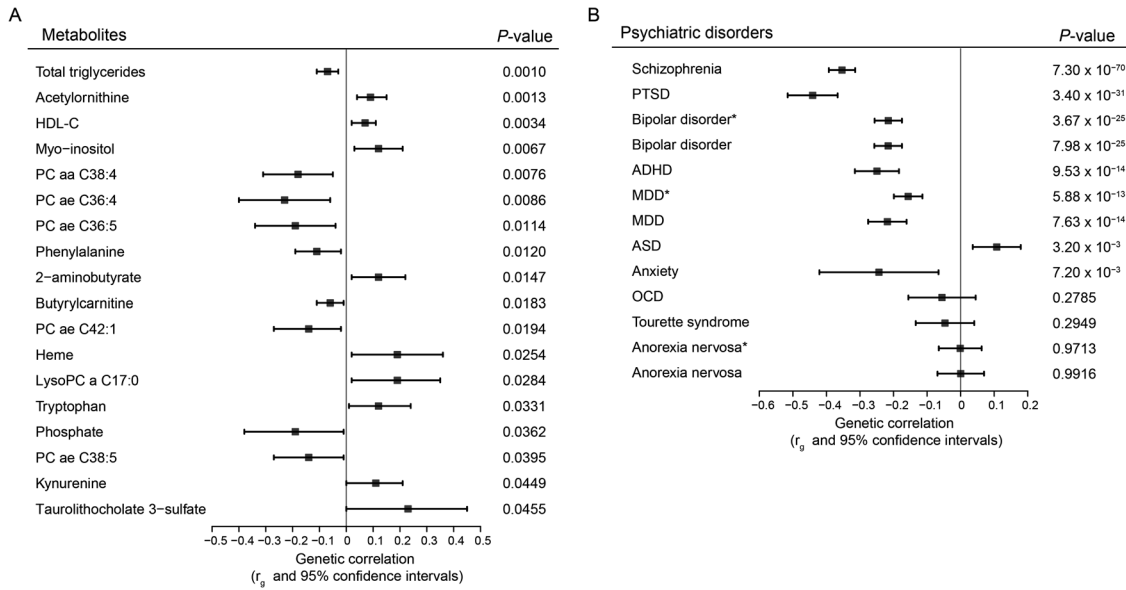 A
Metabolites
P-value
Total triglycerides 0.0010
Acetylornithine 0.0013
HDL-C 0.0034
Myo−inositol 0.0067
PC aa C38:4 0.0076
PC ae C36:4 0.0086
PC ae C36:5 0.0114
Phenylalanine 0.0120
2−aminobutyrate 0.0147
Butyrylcarnitine 0.0183
PC ae C42:1 0.0194
Heme 0.0254
LysoPC a C17:0 0.0284
Tryptophan 0.0331
Phosphate 0.0362
PC ae C38:5 0.0395
Kynurenine 0.0449
Taurolithocholate 3−sulfate 0.0455
−0.5 −0.4 −0.3 −0.2 −0.1 0 0.1 0.2 0.3 0.4 0.5
Genetic correlation
(rg and 95% confidence intervals)
B
Psychiatric disorders
P-value
Schizophrenia 7.30 x 10⁻⁷⁰
PTSD 3.40 x 10⁻³¹
Bipolar disorder* 3.67 x 10⁻²⁵
Bipolar disorder 7.98 x 10⁻²⁵
ADHD 9.53 x 10⁻¹⁴
MDD* 5.88 x 10⁻¹³
MDD 7.63 x 10⁻¹⁴
ASD 3.20 x 10⁻³
Anxiety 7.20 x 10⁻³
OCD 0.2785
Tourette syndrome 0.2949
Anorexia nervosa* 0.9713
Anorexia nervosa 0.9916
−0.6 −0.5 −0.4 −0.3 −0.2 −0.1 0 0.1 0.2
Genetic correlation
(rg and 95% confidence intervals)